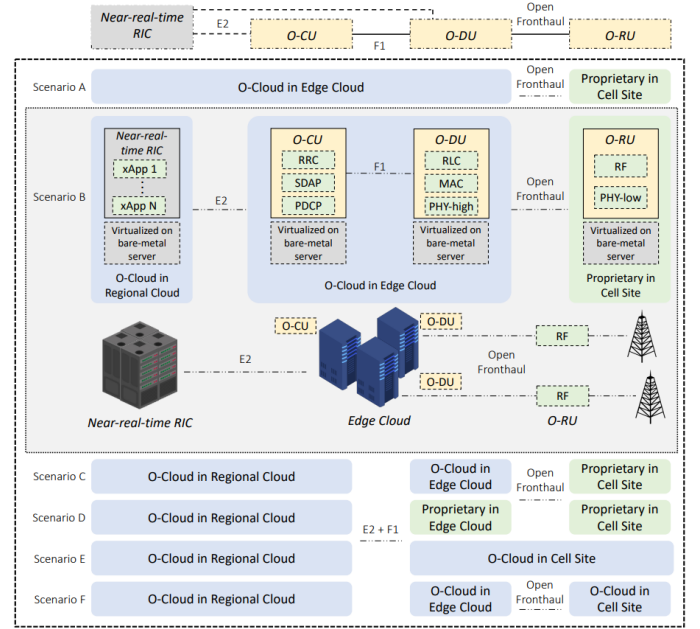 Near-real-time
RIC
E2
O-CU
F1
O-DU
Open
Fronthaul
O-RU
Scenario A
O-Cloud in Edge Cloud
Open
Fronthaul
Proprietary in
Cell Site
Scenario B
Near-real-
time RIC
xApp 1
xApp N
Virtualized on
bare-metal
server
O-Cloud in
Regional Cloud
E2
O-CU
RRC
SDAP
PDCP
Virtualized on
bare-metal
server
F1
O-DU
RLC
MAC
PHY-high
Virtualized on
bare-metal
server
O-Cloud in Edge Cloud
Open
Fronthaul
O-RU
RF
PHY-low
Virtualized on
bare-metal
server
Proprietary in
Cell Site
Near-real-time RIC
E2
O-CU
O-DU
O-DU
Edge Cloud
Open
Fronthaul
RF
RF
O-RU
Scenario C
O-Cloud in Regional Cloud
O-Cloud in
Edge Cloud
Open
Fronthaul
Proprietary in
Cell Site
Scenario D
O-Cloud in Regional Cloud
E2 + F1
Proprietary in
Edge Cloud
Proprietary in
Cell Site
Scenario E
O-Cloud in Regional Cloud
O-Cloud in Cell Site
Scenario F
O-Cloud in Regional Cloud
O-Cloud in
Edge Cloud
Open
Fronthaul
O-Cloud in
Cell Site